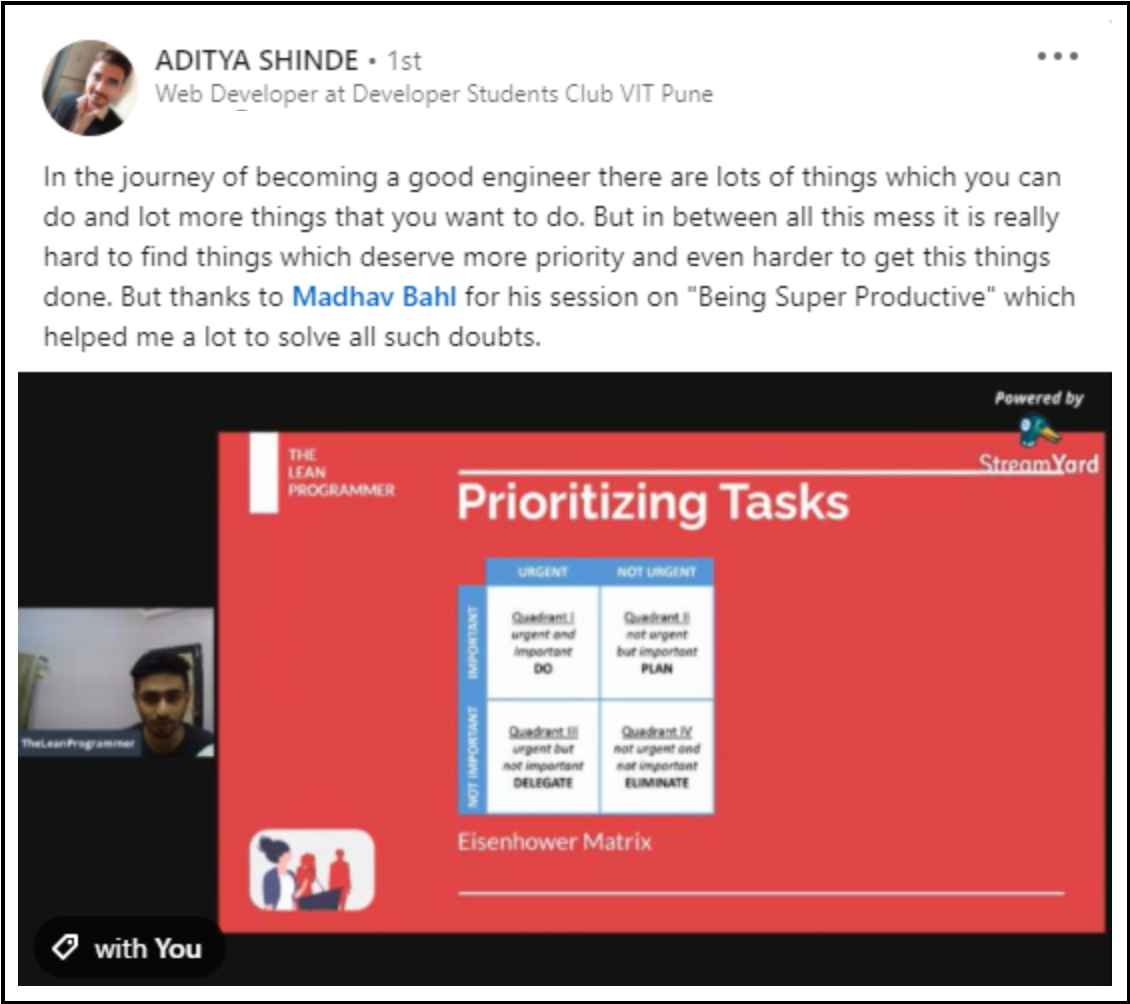 ADITYA SHINDE • 1st
Web Developer at Developer Students Club VIT Pune
In the journey of becoming a good engineer there are lots of things which you can
do and lot more things that you want to do. But in between all this mess it is really
hard to find things which deserve more priority and even harder to get this things
done. But thanks to Madhav Bahl for his session on "Being Super Productive" which
helped me a lot to solve all such doubts.
Powered by
StreamYard
THE
LEAN
PROGRAMMER
Prioritizing Tasks
URGENT
NOT URGENT
IMPORTANT
Quadrant I
urgent and
important
DO
Quadrant II
not urgent
but important
PLAN
NOT IMPORTANT
Quadrant III
urgent but
not important
DELEGATE
Quadrant IV
not urgent and
not important
ELIMINATE
Eisenhower Matrix
TheLeanProgrammer
with You